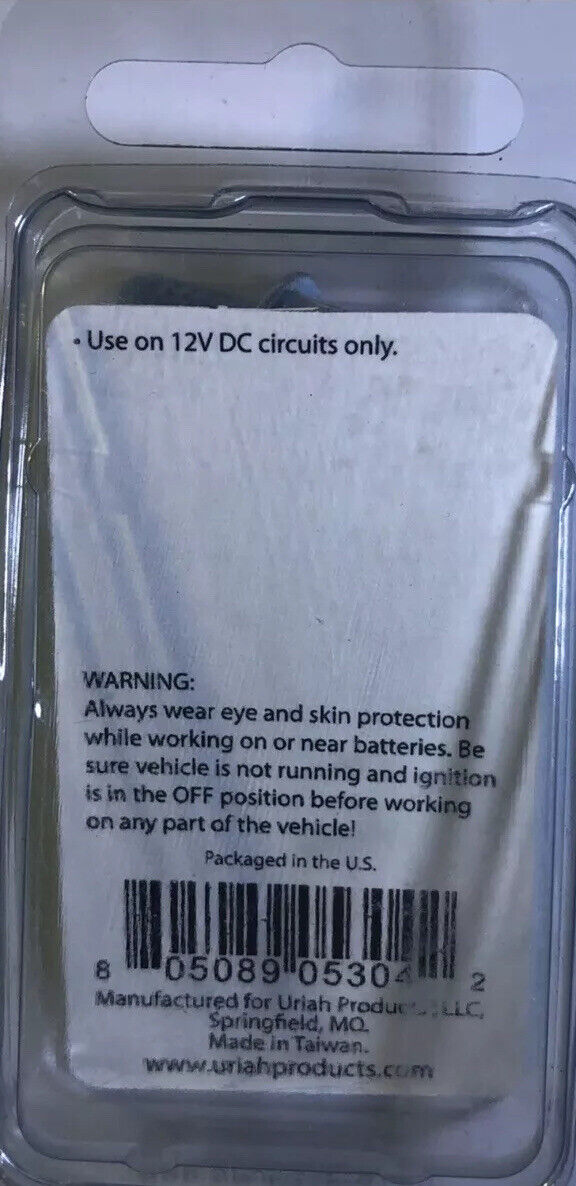 • Use on 12V DC circuits only.
WARNING:
Always wear eye and skin protection
while working on or near batteries. Be
sure vehicle is not running and ignition
is in the OFF position before working
on any part of the vehicle!
Packaged in the U.S.
8 05089 05304 2
Manufactured for Uriah Products, LLC,
Springfield, MO.
Made in Taiwan.
www.uriahproducts.com